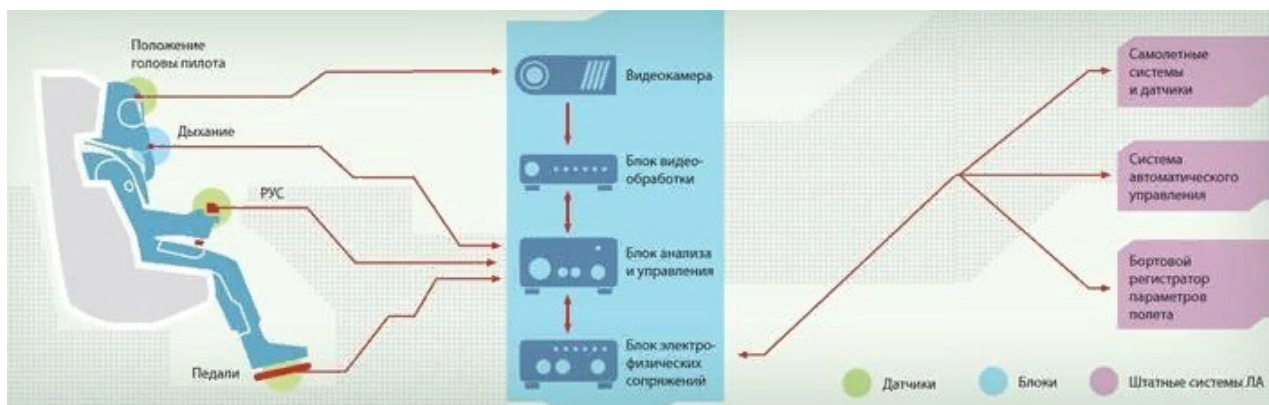 Положение
головы пилота
Дыхание
РУС
Педали
Видеокамера
Блок видео-
обработки
Блок анализа
и управления
Блок электро-
физических
сопряжений
Самолетные
системы
и датчики
Система
автоматического
управления
Бортовой
регистратор
параметров
полета
Датчики
Блоки
Штатные системы ЛА